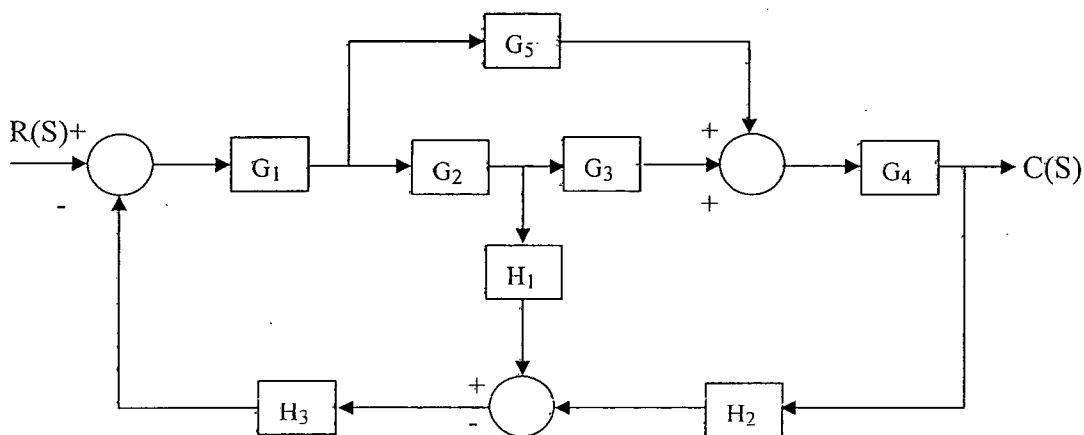 G₅
R(S)+
G₁
G₂
G₃
+
+
G₄
C(S)
-
H₁
+
-
H₃
H₂